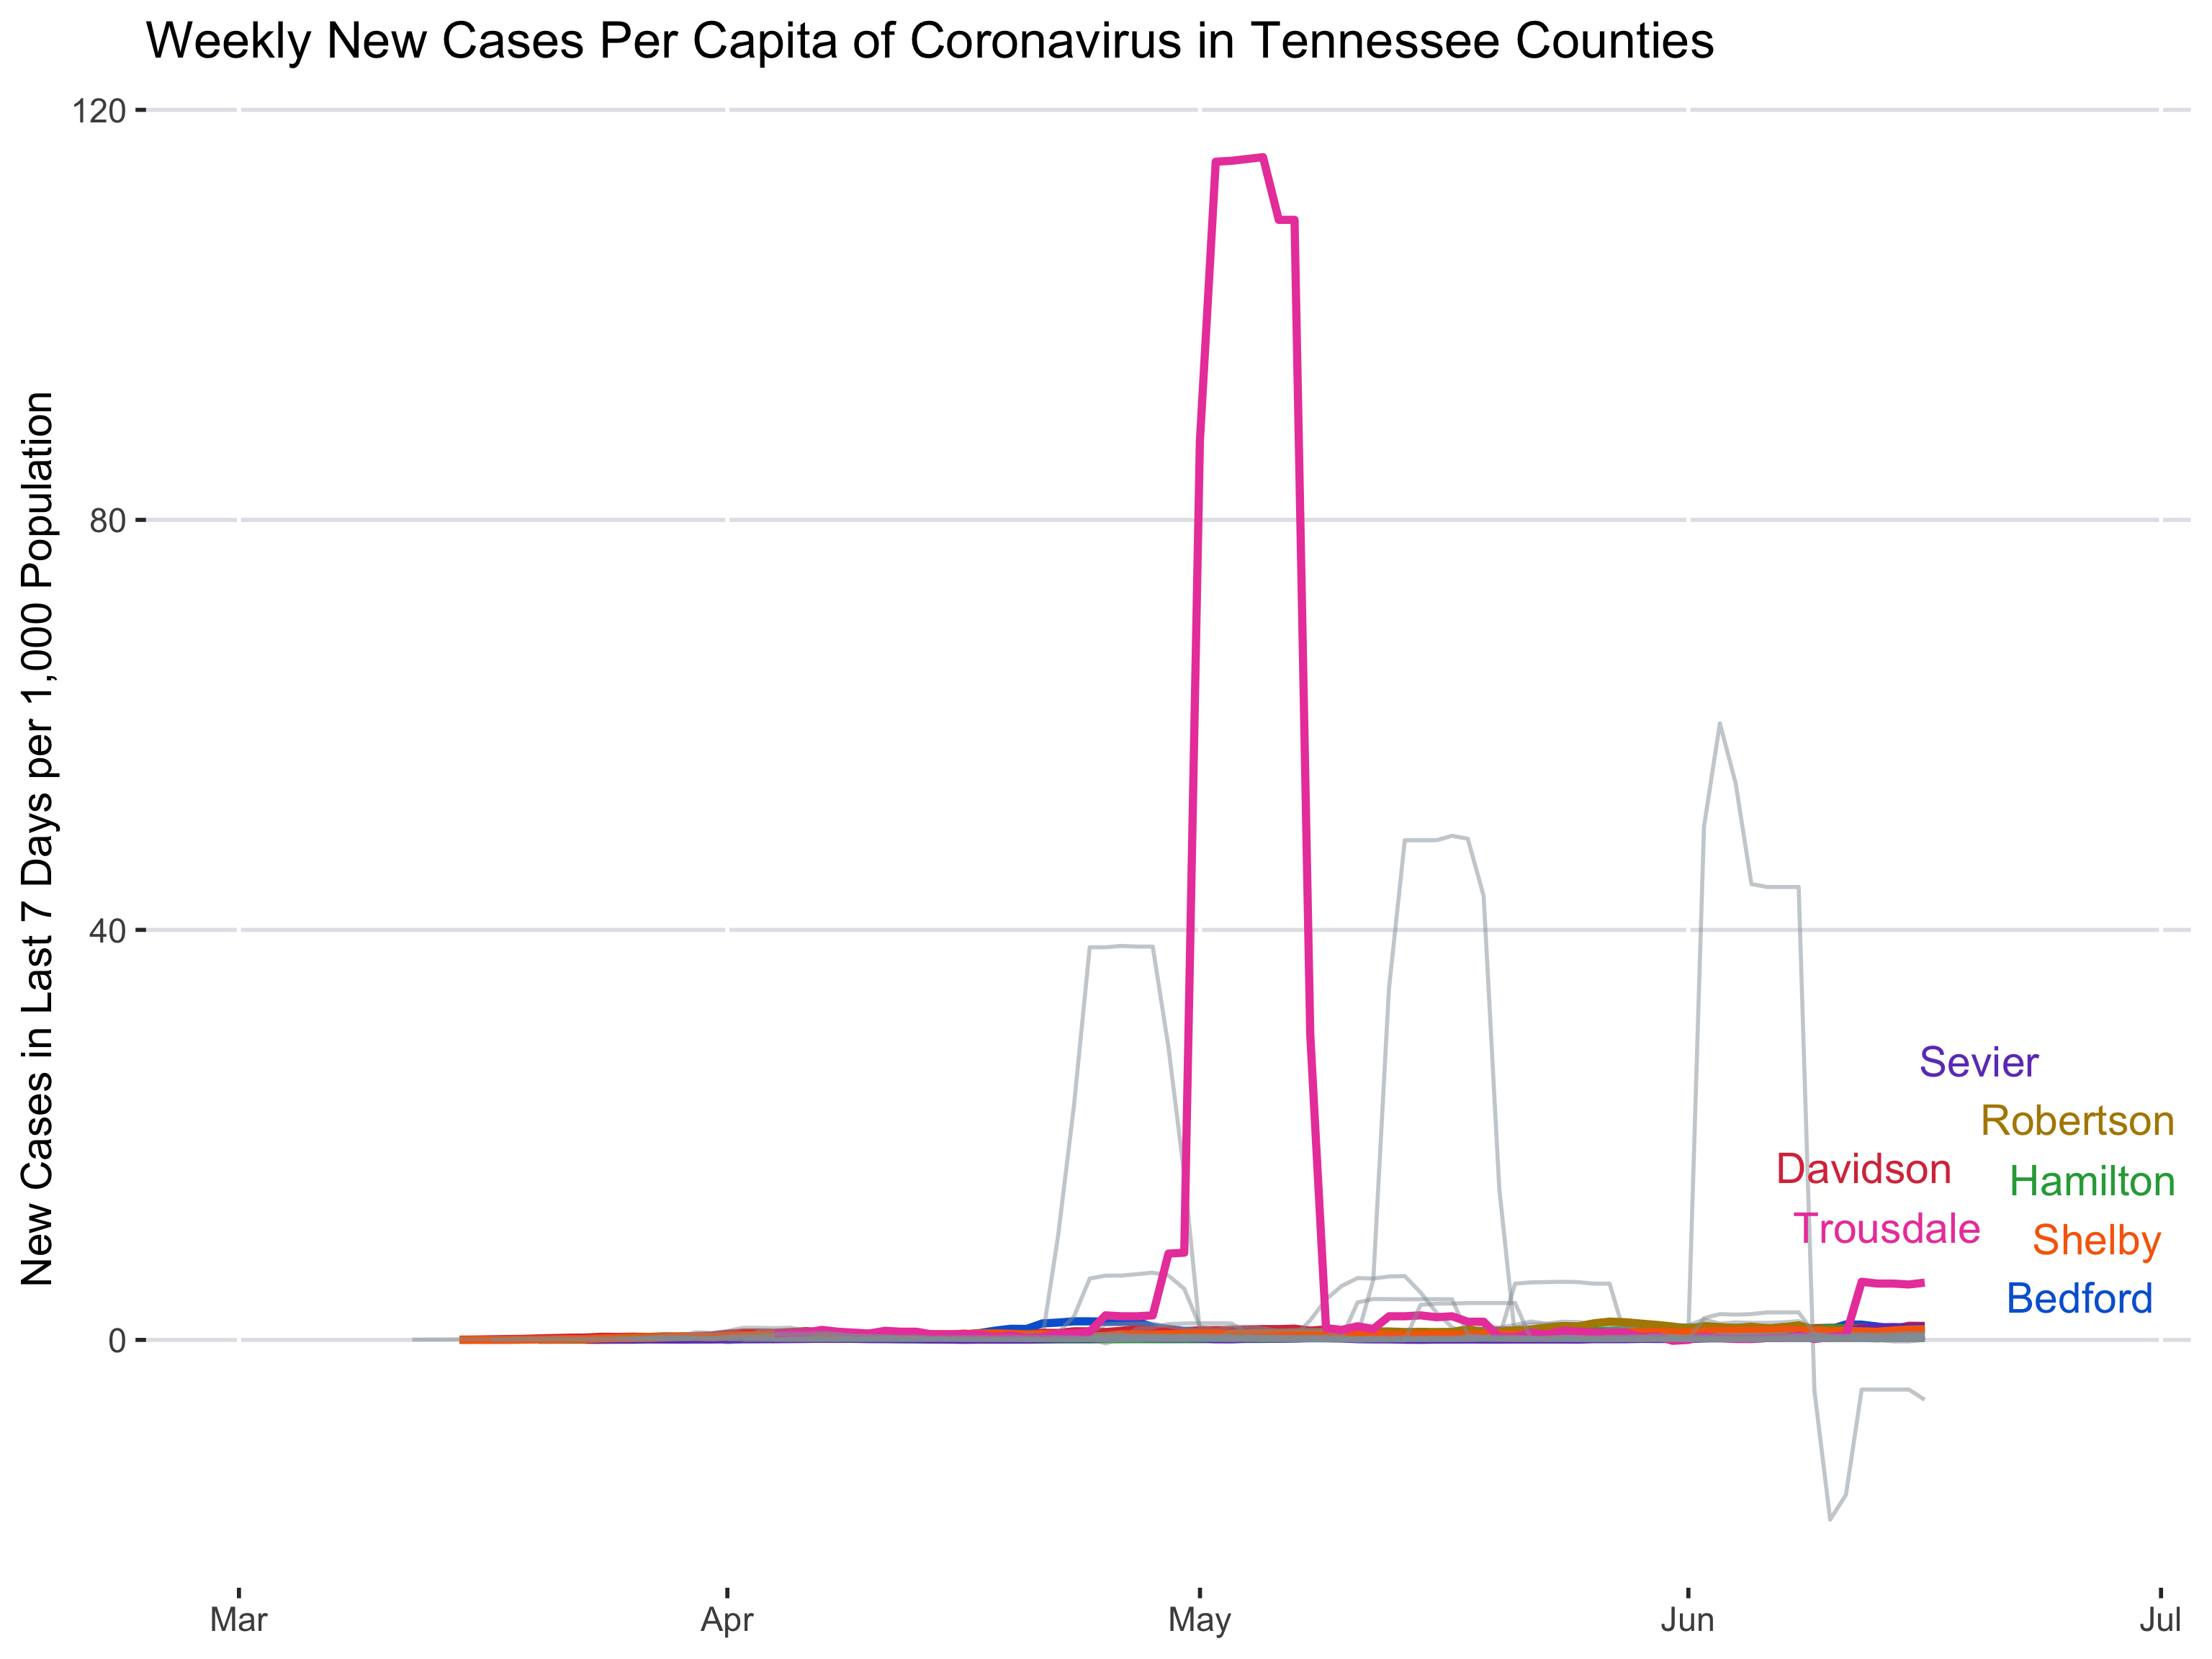 Weekly New Cases Per Capita of Coronavirus in Tennessee Counties
New Cases in Last 7 Days per 1,000 Population
120
80
40
0
Sevier
Robertson
Davidson
Hamilton
Trousdale
Shelby
Bedford
Mar
Apr
May
Jun
Jul